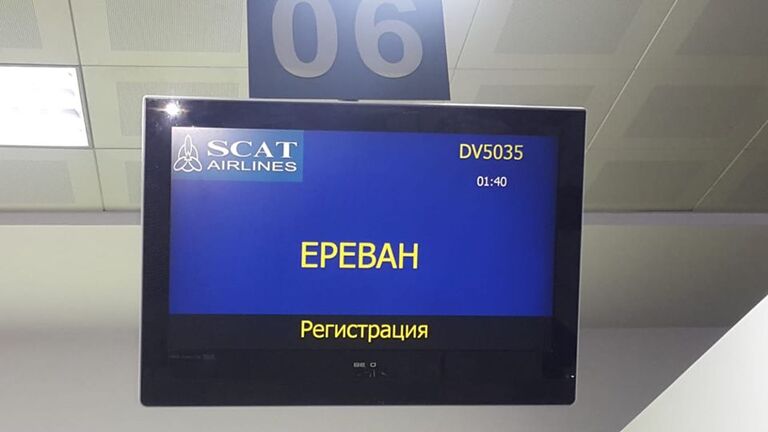 06
SCAT
AIRLINES
DV5035
01:40
ЕРЕВАН
Регистрация